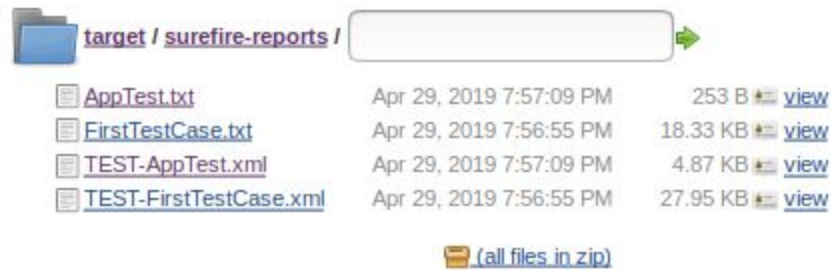 target / surefire-reports /
AppTest.txt Apr 29, 2019 7:57:09 PM 253 B view
FirstTestCase.txt Apr 29, 2019 7:56:55 PM 18.33 KB view
TEST-AppTest.xml Apr 29, 2019 7:57:09 PM 4.87 KB view
TEST-FirstTestCase.xml Apr 29, 2019 7:56:55 PM 27.95 KB view
(all files in zip)